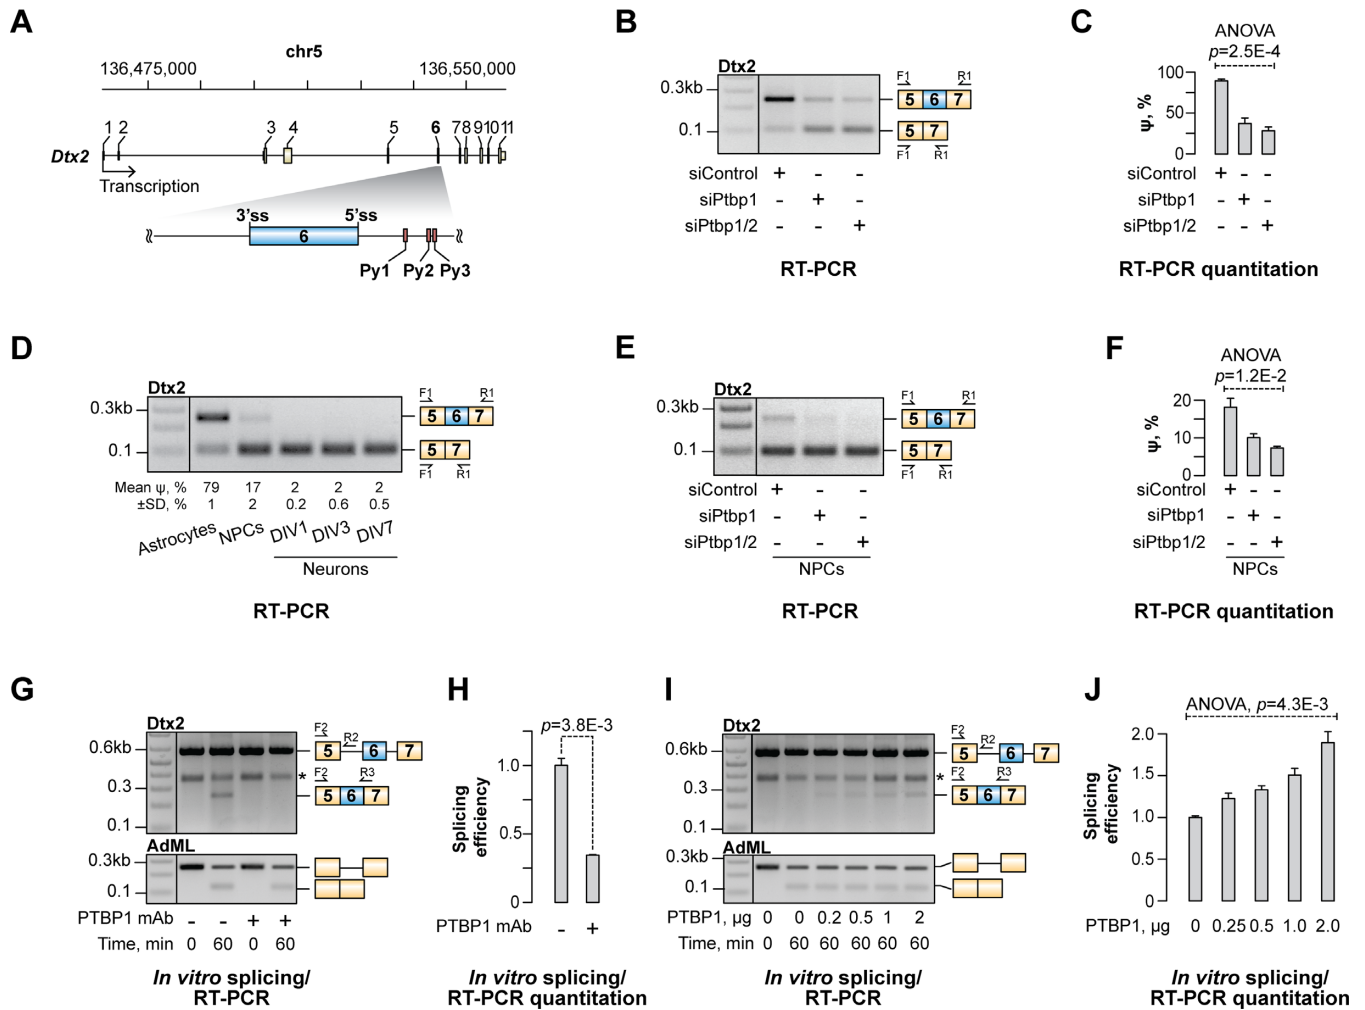 A
chr5
136,475,000 136,550,000
1 2 3 4 5 6 7 8 9 10 11
Dtx2
Transcription
3'ss 5'ss
6
Py1 Py2 Py3
B
Dtx2
0.3kb
0.1
F1 R1
5 6 7
5 7
F1 R1
siControl + - -
siPtbp1 - + -
siPtbp1/2 - - +
RT-PCR
C
ANOVA
p=2.5E-4
100
50
0
ψ, %
siControl + - -
siPtbp1 - + -
siPtbp1/2 - - +
RT-PCR quantitation
D
Dtx2
0.3kb
0.1
F1 R1
5 6 7
5 7
F1 R1
Mean ψ, % 79 17 2 2 2
±SD, % 1 2 0.2 0.6 0.5
Astrocytes NPCs DIV1 DIV3 DIV7
Neurons
RT-PCR
E
Dtx2
0.3kb
0.1
F1 R1
5 6 7
5 7
F1 R1
siControl + - -
siPtbp1 - + -
siPtbp1/2 - - +
NPCs
RT-PCR
F
ANOVA
p=1.2E-2
20
10
0
ψ, %
siControl + - -
siPtbp1 - + -
siPtbp1/2 - - +
NPCs
RT-PCR quantitation
G
Dtx2
0.6kb
0.3
0.1
F2 R2
5 6 7
*
F2 R3
5 6 7
AdML
0.3kb
0.1
PTBP1 mAb - - + +
Time, min 0 60 0 60
In vitro splicing/
RT-PCR
H
p=3.8E-3
1.0
0.5
0
Splicing
efficiency
PTBP1 mAb - +
In vitro splicing/
RT-PCR quantitation
I
Dtx2
0.6kb
0.3
0.1
F2 R2
5 6 7
*
F2 R3
5 6 7
AdML
0.3kb
0.1
PTBP1, µg 0 0 0.2 0.5 1 2
Time, min 0 60 60 60 60 60
In vitro splicing/
RT-PCR
J
ANOVA, p=4.3E-3
2.0
1.5
1.0
0.5
0
Splicing
efficiency
PTBP1, µg 0 0.25 0.5 1.0 2.0
In vitro splicing/
RT-PCR quantitation